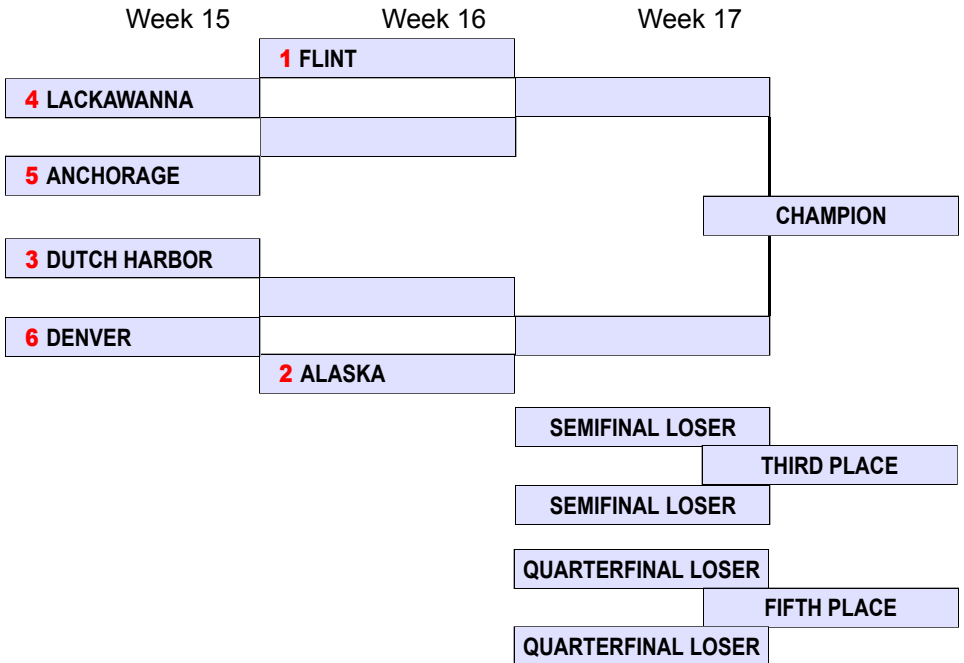 Week 15 Week 16 Week 17
1 FLINT
4 LACKAWANNA
5 ANCHORAGE
CHAMPION
3 DUTCH HARBOR
6 DENVER
2 ALASKA
SEMIFINAL LOSER
THIRD PLACE
SEMIFINAL LOSER
QUARTERFINAL LOSER
FIFTH PLACE
QUARTERFINAL LOSER